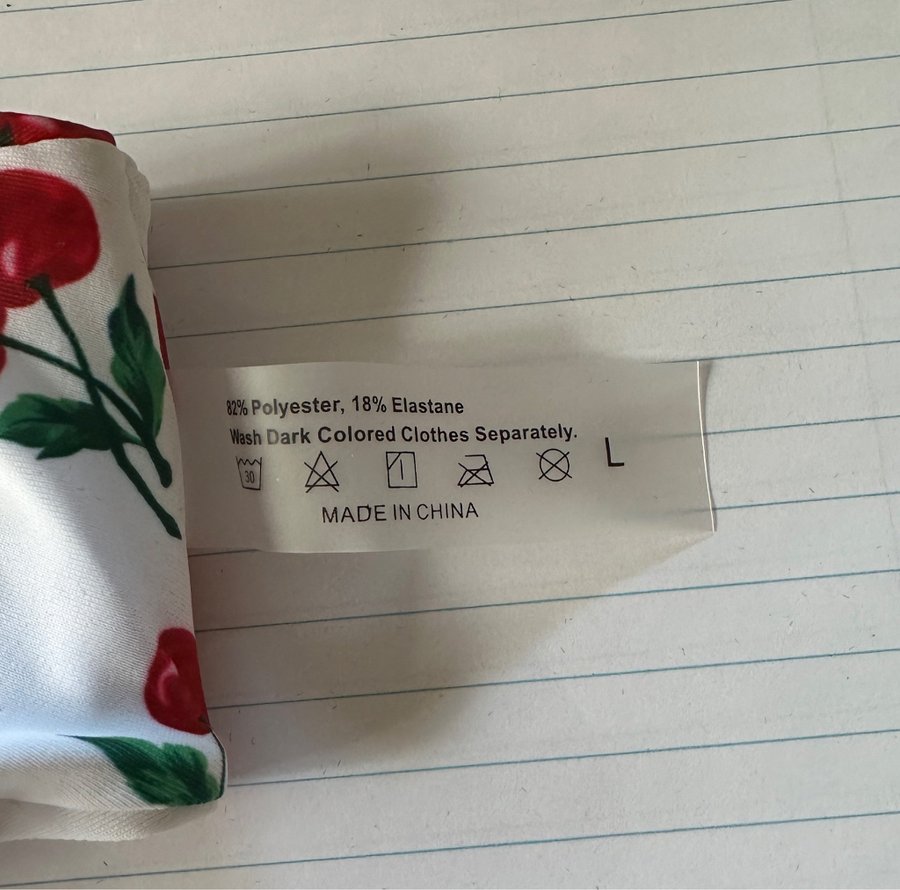 82% Polyester, 18% Elastane
Wash Dark Colored Clothes Separately.
30 L
MADE IN CHINA